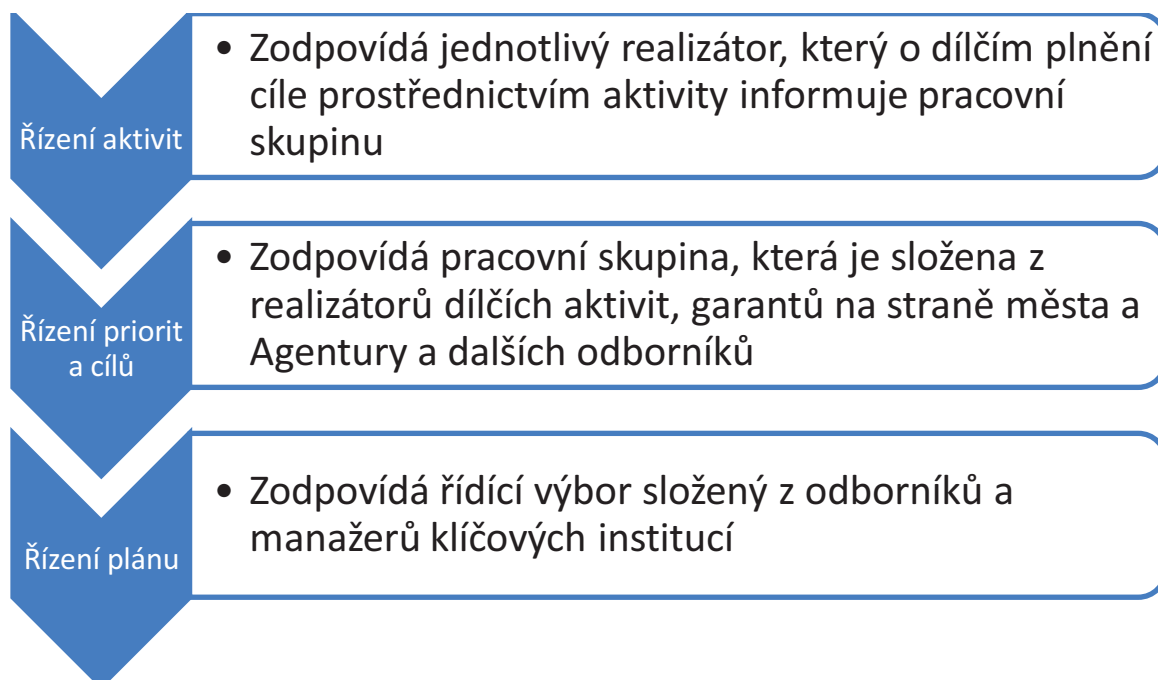 Řízení aktivit
• Zodpovídá jednotlivý realizátor, který o dílčím plnění
cíle prostřednictvím aktivity informuje pracovní
skupinu
Řízení priorit
a cílů
• Zodpovídá pracovní skupina, která je složena z
realizátorů dílčích aktivit, garantů na straně města a
Agentury a dalších odborníků
Řízení plánu
• Zodpovídá řídící výbor složený z odborníků a
manažerů klíčových institucí